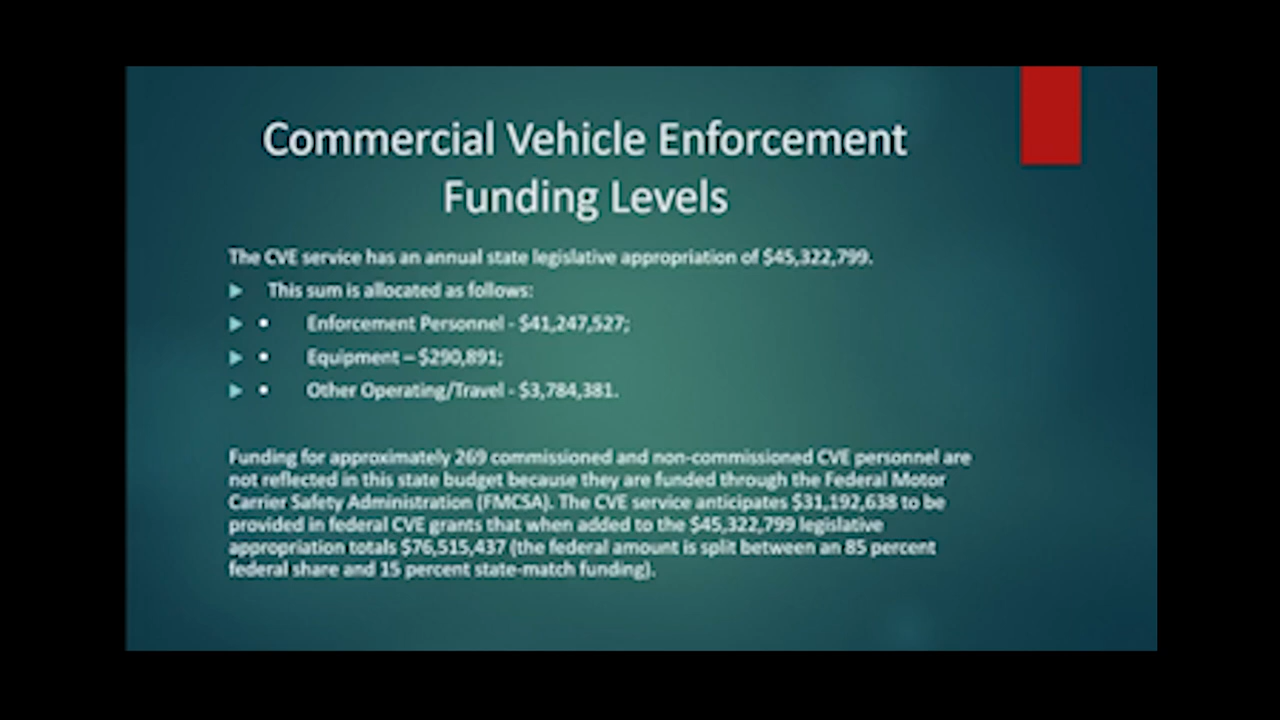 Commercial Vehicle Enforcement
Funding Levels
The CVE service has an annual state legislative appropriation of $45,322,799.
This sum is allocated as follows:
• Enforcement Personnel - $41,247,527;
• Equipment – $290,891;
• Other Operating/Travel - $3,784,381.
Funding for approximately 269 commissioned and non-commissioned CVE personnel are
not reflected in this state budget because they are funded through the Federal Motor
Carrier Safety Administration (FMCSA). The CVE service anticipates $31,192,638 to be
provided in federal CVE grants that when added to the $45,322,799 legislative
appropriation totals $76,515,437 (the federal amount is split between an 85 percent
federal share and 15 percent state-match funding).